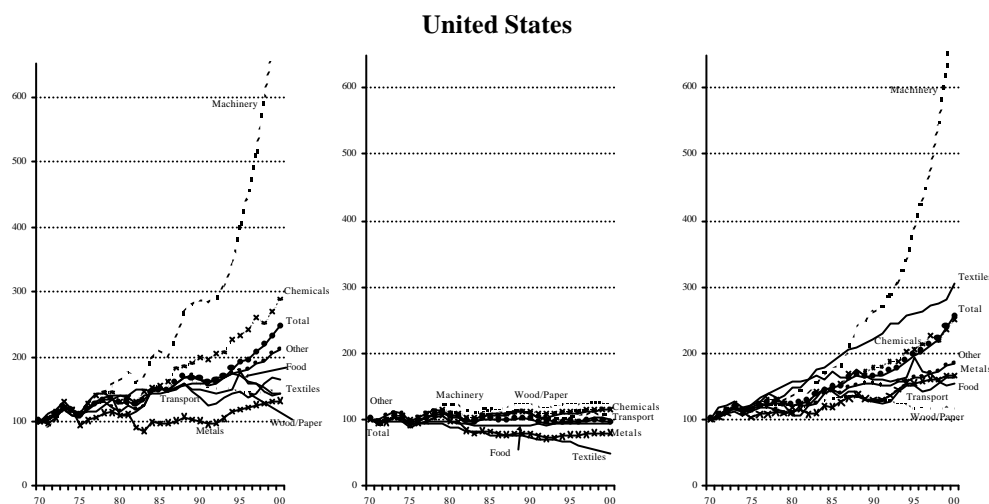 United States
600
500
400
300
200
100
0
70 75 80 85 90 95 00
Machinery
Chemicals
Total
Other
Food
Textiles
Transport
Wood/Paper
Metals
600
500
400
300
200
100
0
70 75 80 85 90 95 00
Other
Machinery
Wood/Paper
Chemicals
Transport
Total
Metals
Food
Textiles
600
500
400
300
200
100
0
70 75 80 85 90 95 00
Machinery
Textiles
Total
Chemicals
Other
Metals
Food
Transport
Wood/Paper